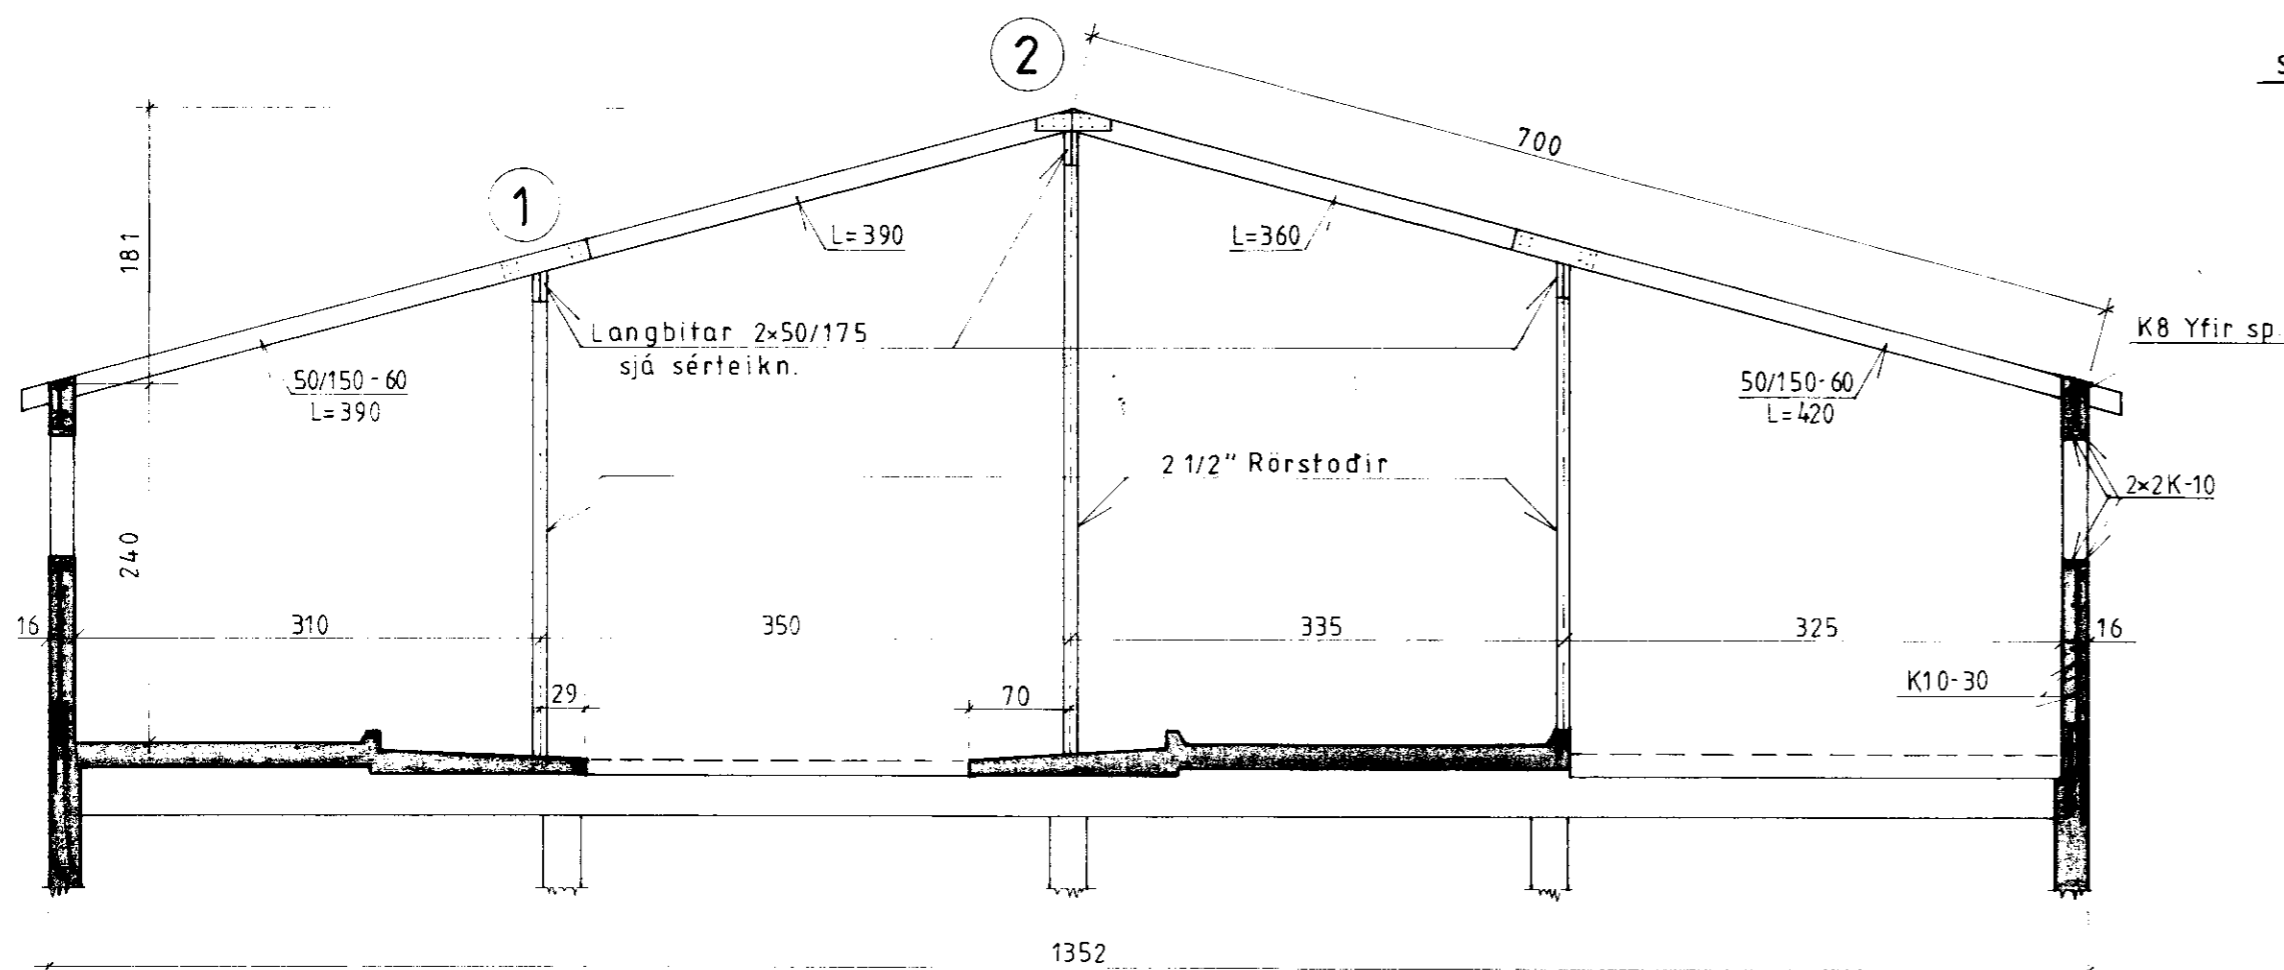 2
S
700
1
181
L=390
L=360
Langbitar 2×50/175
sjá sérteikn.
K8 Yfir sp
50/150-60
L=390
50/150-60
L=420
2 1/2" Rörstoðir
2×2K-10
240
16
310
350
335
325
16
29
70
K10-30
1352